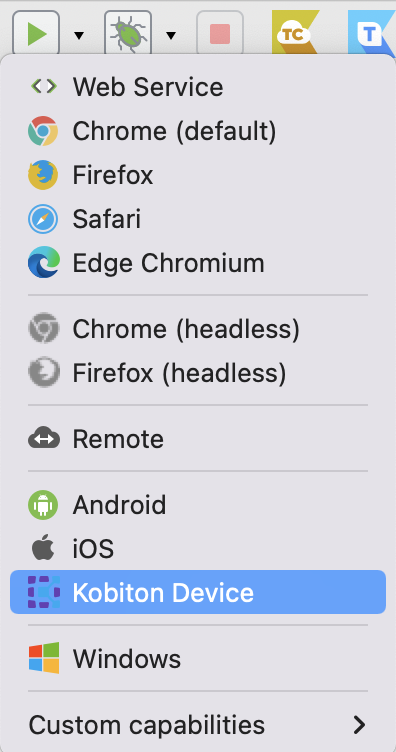 TC
T
Web Service
Chrome (default)
Firefox
Safari
Edge Chromium
Chrome (headless)
Firefox (headless)
Remote
Android
iOS
Kobiton Device
Windows
Custom capabilities